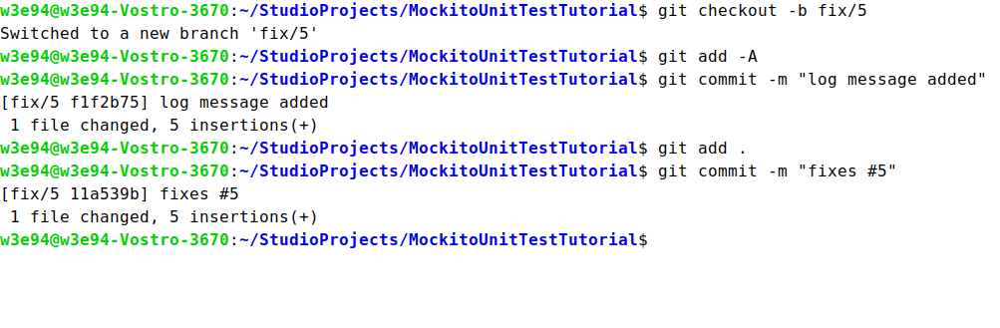 w3e94@w3e94-Vostro-3670:~/StudioProjects/MockitoUnitTestTutorial$ git checkout -b fix/5
Switched to a new branch 'fix/5'
w3e94@w3e94-Vostro-3670:~/StudioProjects/MockitoUnitTestTutorial$ git add -A
w3e94@w3e94-Vostro-3670:~/StudioProjects/MockitoUnitTestTutorial$ git commit -m "log message added"
[fix/5 f1f2b75] log message added
 1 file changed, 5 insertions(+)
w3e94@w3e94-Vostro-3670:~/StudioProjects/MockitoUnitTestTutorial$ git add .
w3e94@w3e94-Vostro-3670:~/StudioProjects/MockitoUnitTestTutorial$ git commit -m "fixes #5"
[fix/5 11a539b] fixes #5
 1 file changed, 5 insertions(+)
w3e94@w3e94-Vostro-3670:~/StudioProjects/MockitoUnitTestTutorial$